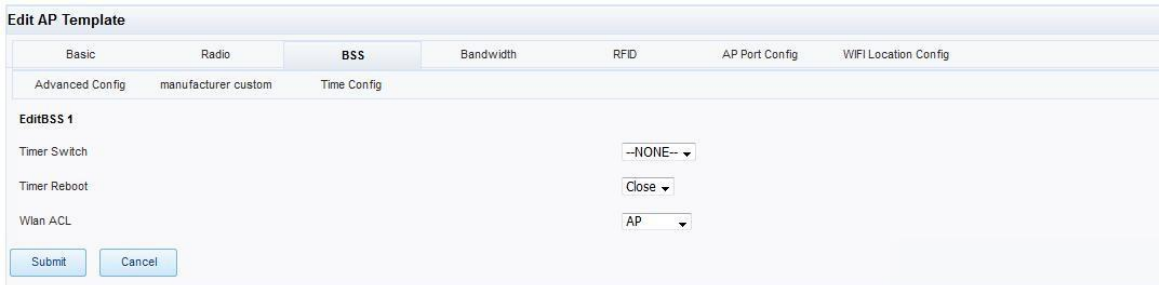 Edit AP Template
Basic Radio BSS Bandwidth RFID AP Port Config WIFI Location Config
Advanced Config manufacturer custom Time Config
EditBSS 1
Timer Switch --NONE--
Timer Reboot Close
Wlan ACL AP
Submit Cancel